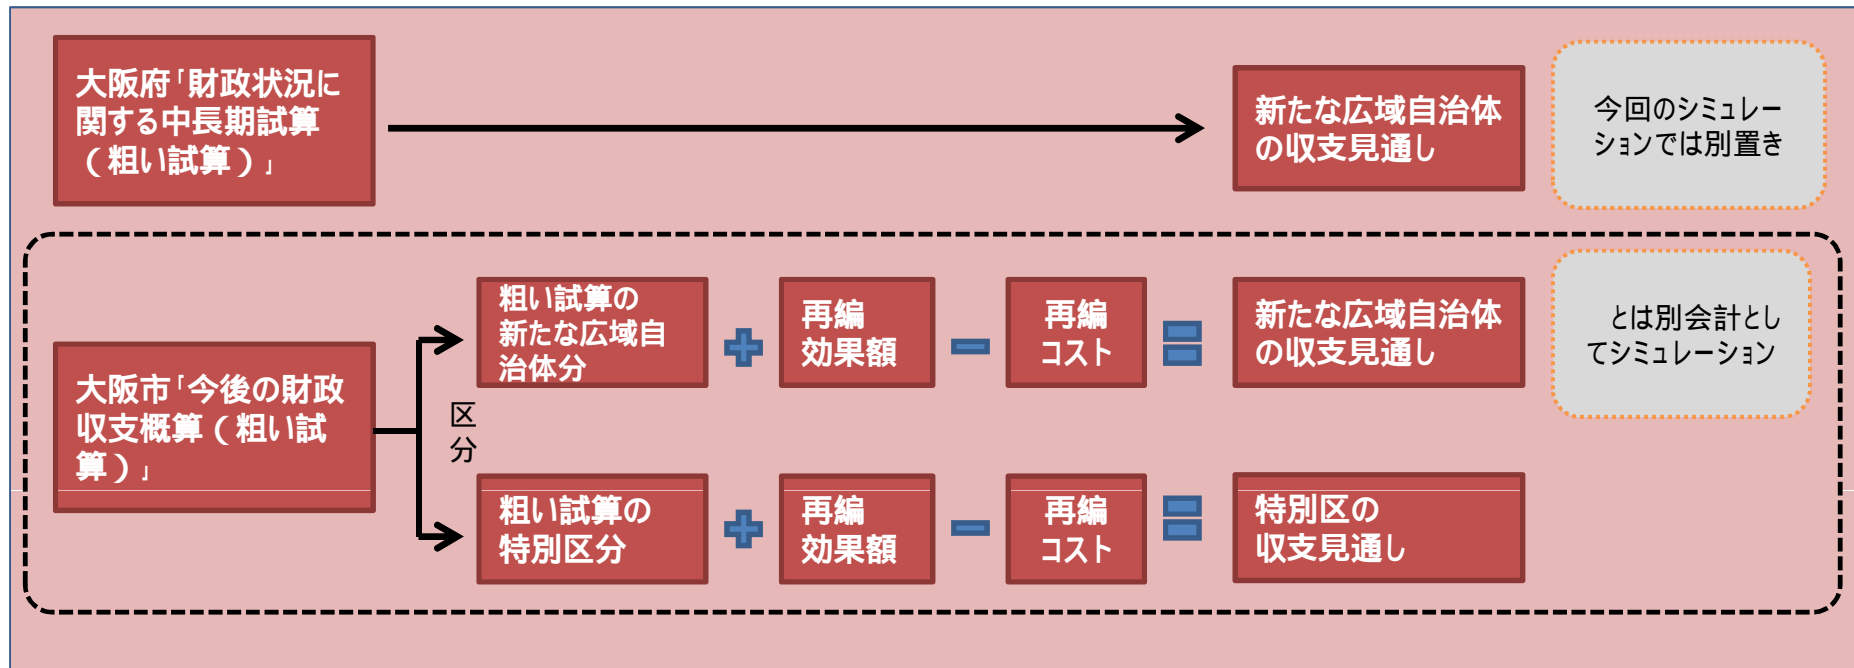 大阪府「財政状況に
関する中長期試算
（粗い試算）」
新たな広域自治体
の収支見通し
今回のシミュレー
ションでは別置き
大阪市「今後の財政
収支概算（粗い試
算）」
区
分
粗い試算の
新たな広域自
治体分
再編
効果額
再編
コスト
新たな広域自治体
の収支見通し
とは別会計とし
てシミュレーション
粗い試算の
特別区分
再編
効果額
再編
コスト
特別区の
収支見通し